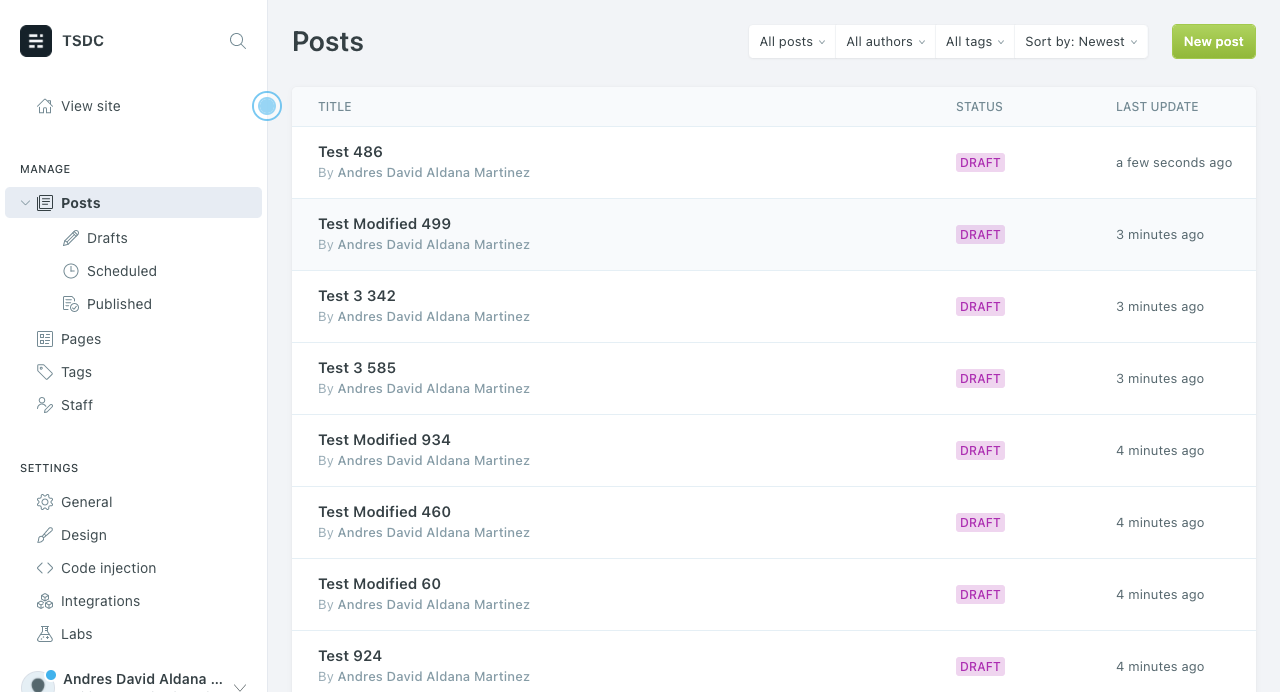 TSDC
View site
MANAGE
Posts
Drafts
Scheduled
Published
Pages
Tags
Staff
SETTINGS
General
Design
Code injection
Integrations
Labs
Andres David Aldana ...
Posts
All posts
All authors
All tags
Sort by: Newest
New post
TITLE STATUS LAST UPDATE
Test 486
By Andres David Aldana Martinez
DRAFT
a few seconds ago
Test Modified 499
By Andres David Aldana Martinez
DRAFT
3 minutes ago
Test 3 342
By Andres David Aldana Martinez
DRAFT
3 minutes ago
Test 3 585
By Andres David Aldana Martinez
DRAFT
3 minutes ago
Test Modified 934
By Andres David Aldana Martinez
DRAFT
4 minutes ago
Test Modified 460
By Andres David Aldana Martinez
DRAFT
4 minutes ago
Test Modified 60
By Andres David Aldana Martinez
DRAFT
4 minutes ago
Test 924
By Andres David Aldana Martinez
DRAFT
4 minutes ago